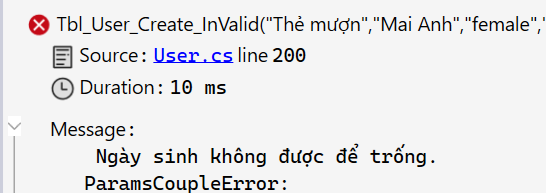 Tbl_User_Create_InValid("Thẻ mượn","Mai Anh","female","
Source: User.cs line 200
Duration: 10 ms
Message:
Ngày sinh không được để trống.
ParamsCoupleError: